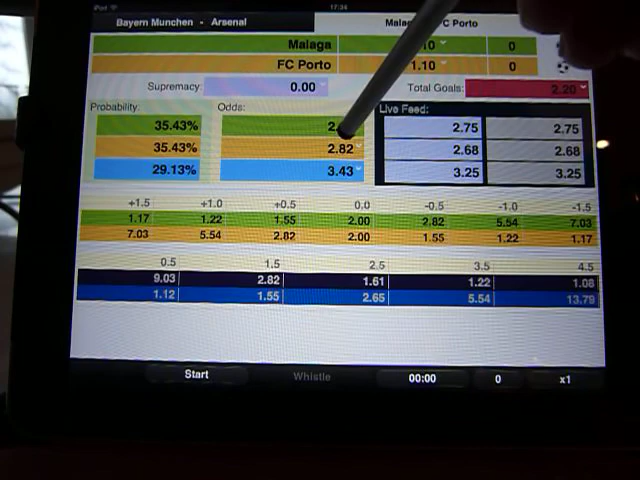 iPod 17:34
Bayern Munchen - Arsenal
Porto
Malaga 0
FC Porto 1.10 0
Supremacy: 0.00 Total Goals: 2.20
Probability: Odds: Live Feed:
35.43% 2.75 2.75
35.43% 2.82 2.68 2.68
29.13% 3.43 3.25 3.25
+1.5 +1.0 +0.5 0.0 -0.5 -1.0 -1.5
1.17 1.22 1.55 2.00 2.82 5.54 7.03
7.03 5.54 2.82 2.00 1.55 1.22 1.17
0.5 1.5 2.5 3.5 4.5
9.03 2.82 1.61 1.22 1.08
1.12 1.55 2.65 5.54 13.79
Start Whistle 00:00 0 x1